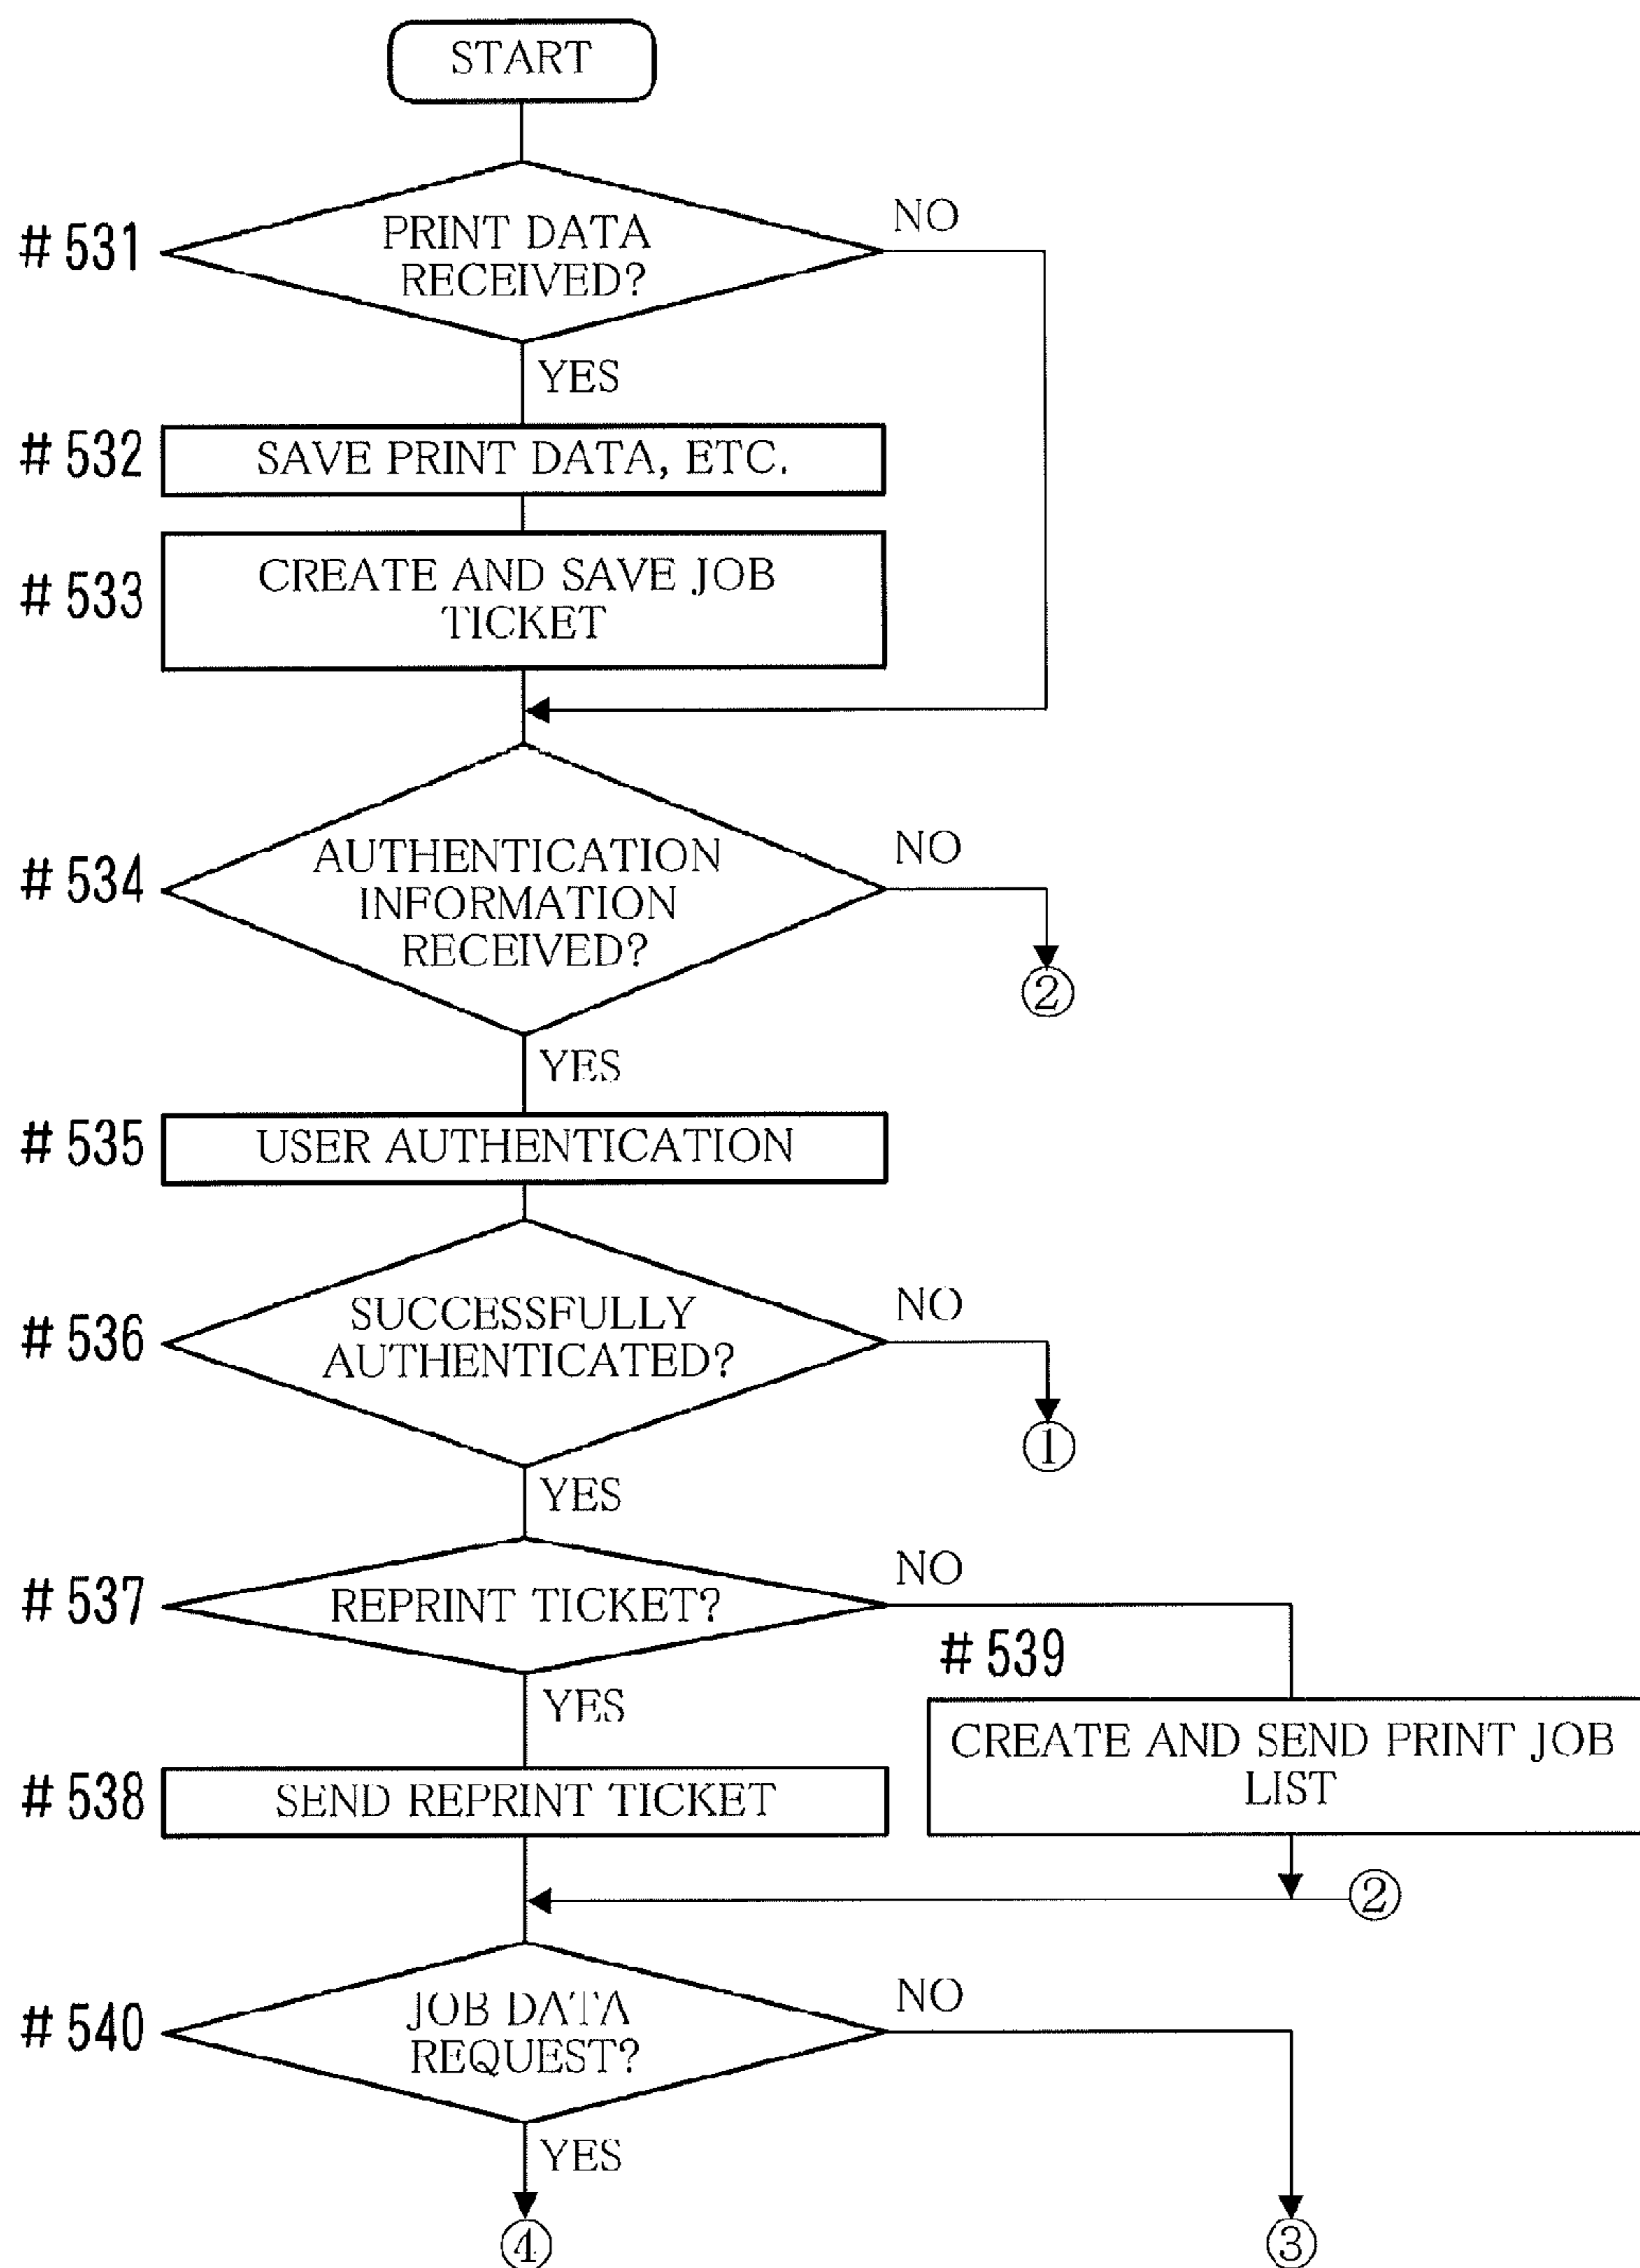 START
# 531
PRINT DATA
RECEIVED?
NO
YES
# 532
SAVE PRINT DATA, ETC.
# 533
CREATE AND SAVE JOB
TICKET
# 534
AUTHENTICATION
INFORMATION
RECEIVED?
NO
②
YES
# 535
USER AUTHENTICATION
# 536
SUCCESSFULLY
AUTHENTICATED?
NO
①
YES
# 537
REPRINT TICKET?
NO
YES
# 539
CREATE AND SEND PRINT JOB
LIST
# 538
SEND REPRINT TICKET
②
# 540
JOB DATA
REQUEST?
NO
YES
④
③